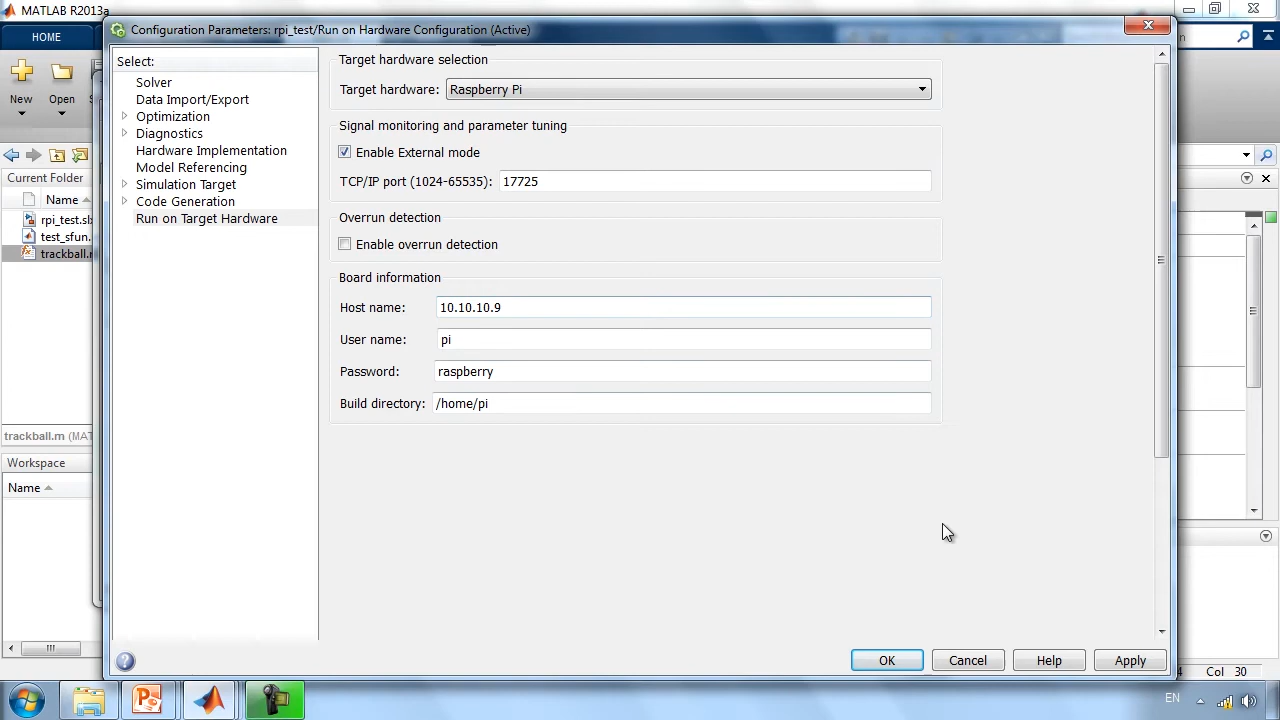 MATLAB R2013a
Configuration Parameters: rpi_test/Run on Hardware Configura
HOME
New
Open
Current Folder
Name
rpi_test.sl
test_sfun.
trackball.m
trackball.m (MAT
Workspace
Name
Select:
Solver
Data Import/Export
Optimization
Diagnostics
Hardware Implementation
Model Referencing
Simulation Target
Code Generation
Run on Target Hardware
Target hardware selec
Target hardware: Raspberry Pi
Signal monitoring and parameter tuning
Enable External mode
TCP/IP port (1024-65535): 17725
Overrun detection
Enable overrun detection
Board information
Host name: 10.10.10.9
User name: pi
Password: raspberry
Build directory: /home/pi
OK
Cancel
Help
Apply
Col 30
EN